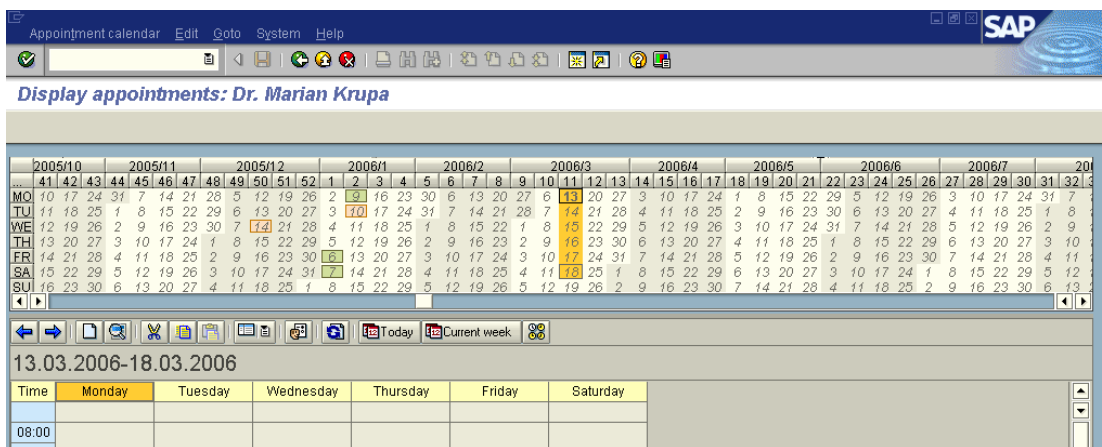 Appointment calendar Edit Goto System Help
SAP
Display appointments: Dr. Marian Krupa
2005/10 2005/11 2005/12 2006/1 2006/2 2006/3 2006/4 2006/5 2006/6 2006/7
... 41 42 43 44 45 46 47 48 49 50 51 52 1 2 3 4 5 6 7 8 9 10 11 12 13 14 15 16 17 18 19 20 21 22 23 24 25 26 27 28 29 30 31 32
MO 10 17 24 31 7 14 21 28 5 12 19 26 2 9 16 23 30 6 13 20 27 6 13 20 27 3 10 17 24 1 8 15 22 29 5 12 19 26 3 10 17 24 31 7
TU 11 18 25 1 8 15 22 29 6 13 20 27 3 10 17 24 31 7 14 21 28 7 14 21 28 4 11 18 25 2 9 16 23 30 6 13 20 27 4 11 18 25 1 8
WE 12 19 26 2 9 16 23 30 7 14 21 28 4 11 18 25 1 8 15 22 1 8 15 22 29 5 12 19 26 3 10 17 24 31 7 14 21 28 5 12 19 26 2 9
TH 13 20 27 3 10 17 24 1 8 15 22 29 5 12 19 26 2 9 16 23 2 9 16 23 30 6 13 20 27 4 11 18 25 1 8 15 22 29 6 13 20 27 3 10
FR 14 21 28 4 11 18 25 2 9 16 23 30 6 13 20 27 3 10 17 24 3 10 17 24 31 7 14 21 28 5 12 19 26 2 9 16 23 30 7 14 21 28 4 11
SA 15 22 29 5 12 19 26 3 10 17 24 31 7 14 21 28 4 11 18 25 4 11 18 25 1 8 15 22 29 6 13 20 27 3 10 17 24 1 8 15 22 29 5 12
SU 16 23 30 6 13 20 27 4 11 18 25 1 8 15 22 29 5 12 19 26 5 12 19 26 2 9 16 23 30 7 14 21 28 4 11 18 25 2 9 16 23 30 6 13
Today Current week
13.03.2006-18.03.2006
Time Monday Tuesday Wednesday Thursday Friday Saturday
08:00